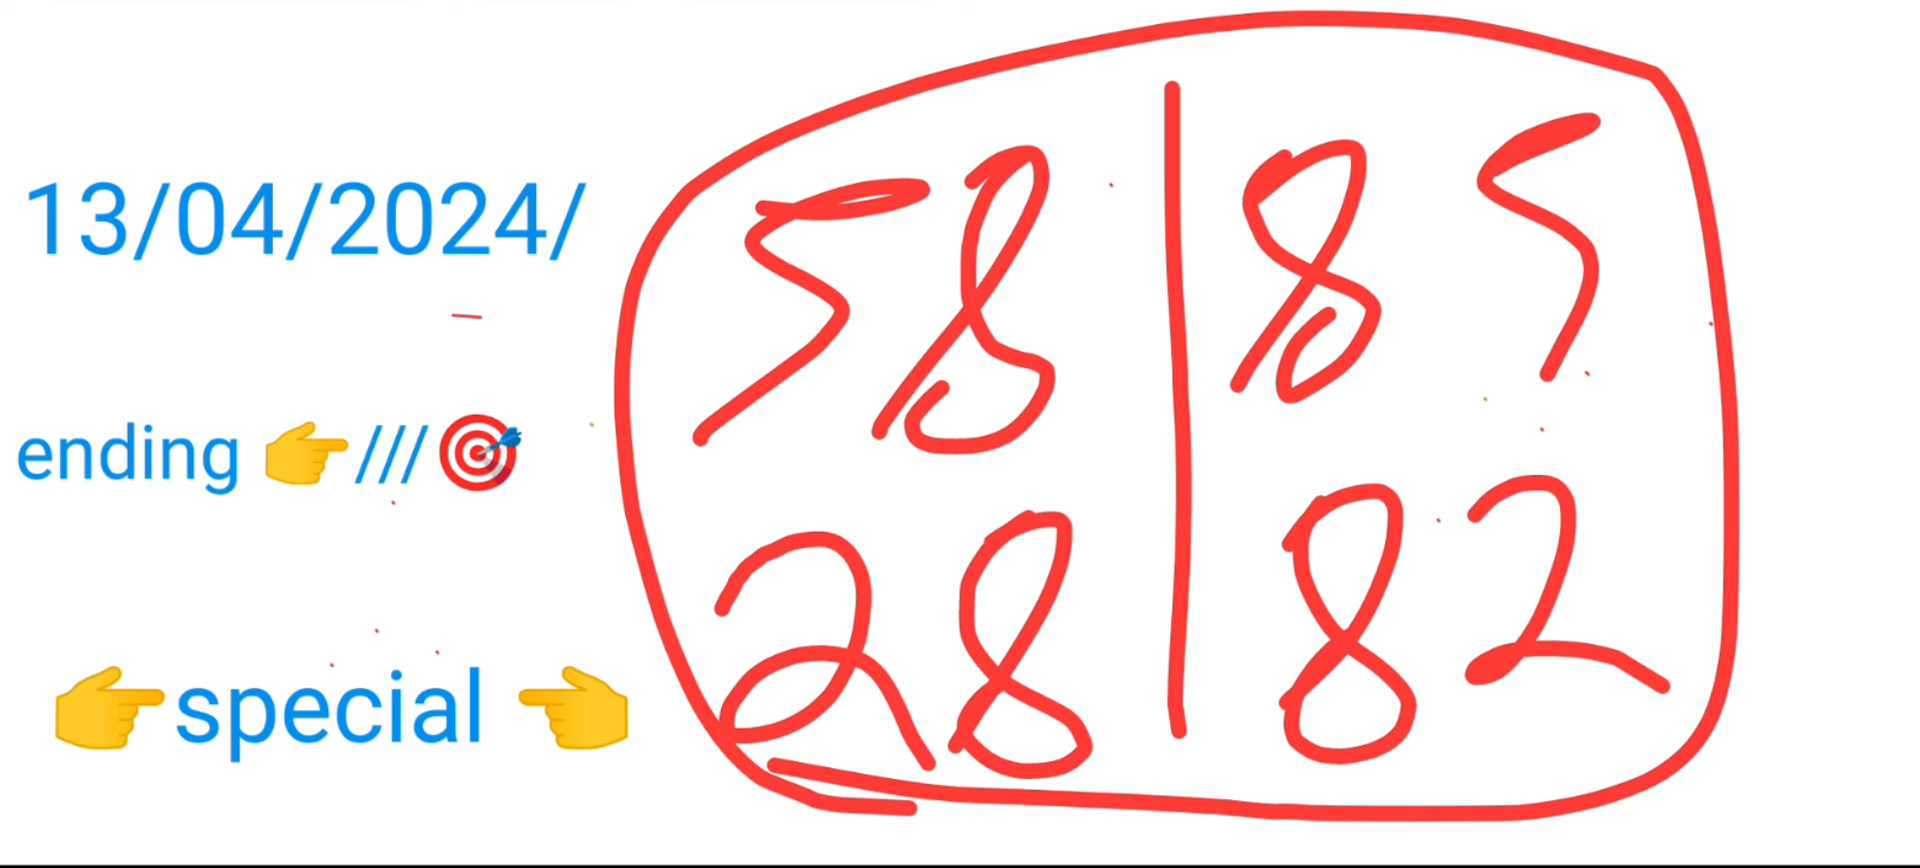 13/04/2024/
ending 👉///🎯
👉special 👈
58 | 85
28 | 82